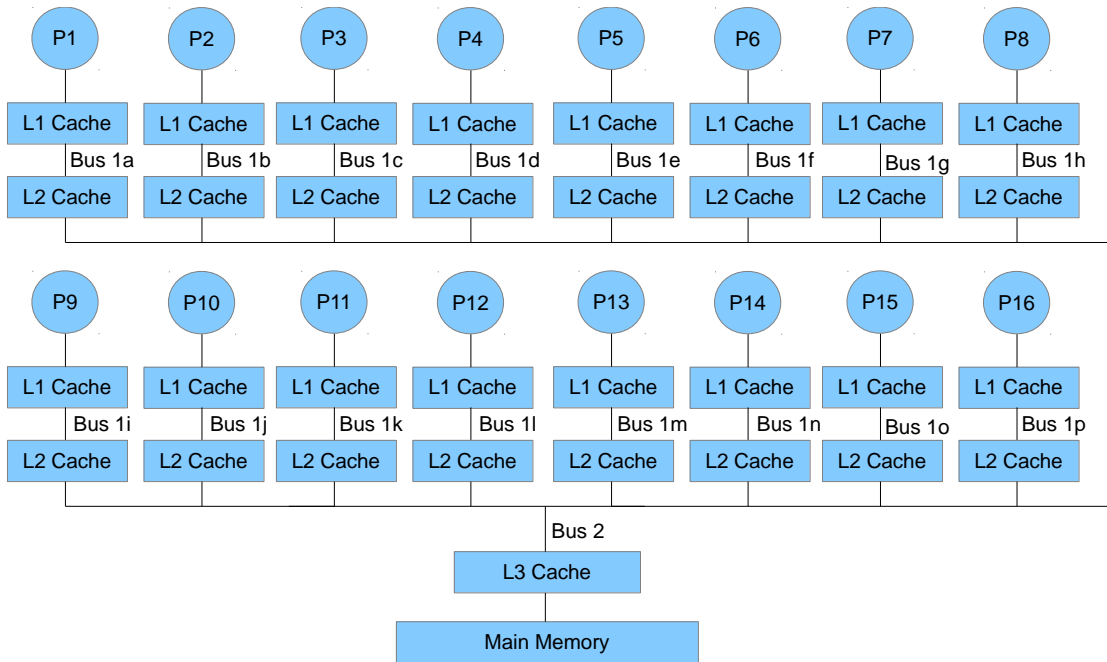 P1 P2 P3 P4 P5 P6 P7 P8
L1 Cache L1 Cache L1 Cache L1 Cache L1 Cache L1 Cache L1 Cache L1 Cache
Bus 1a Bus 1b Bus 1c Bus 1d Bus 1e Bus 1f Bus 1g Bus 1h
L2 Cache L2 Cache L2 Cache L2 Cache L2 Cache L2 Cache L2 Cache L2 Cache
P9 P10 P11 P12 P13 P14 P15 P16
L1 Cache L1 Cache L1 Cache L1 Cache L1 Cache L1 Cache L1 Cache L1 Cache
Bus 1i Bus 1j Bus 1k Bus 1l Bus 1m Bus 1n Bus 1o Bus 1p
L2 Cache L2 Cache L2 Cache L2 Cache L2 Cache L2 Cache L2 Cache L2 Cache
Bus 2
L3 Cache
Main Memory